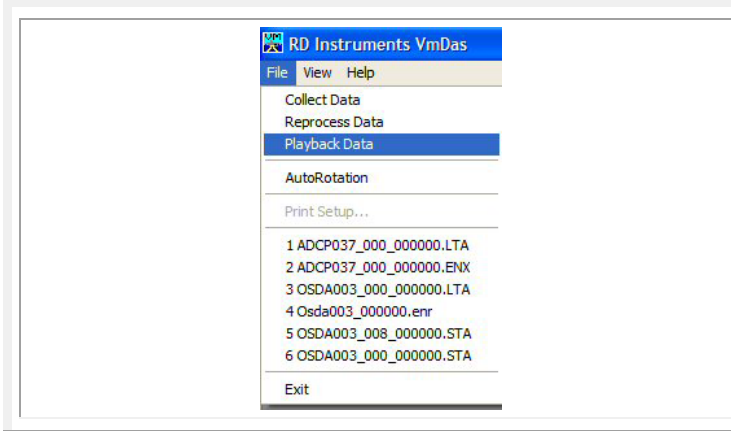 RD Instruments VmDas
File View Help
Collect Data
Reprocess Data
Playback Data
AutoRotation
Print Setup...
1 ADCP037_000_000000.LTA
2 ADCP037_000_000000.ENX
3 OSDA003_000_000000.LTA
4 Osda003_000000.enr
5 OSDA003_008_000000.STA
6 OSDA003_000_000000.STA
Exit